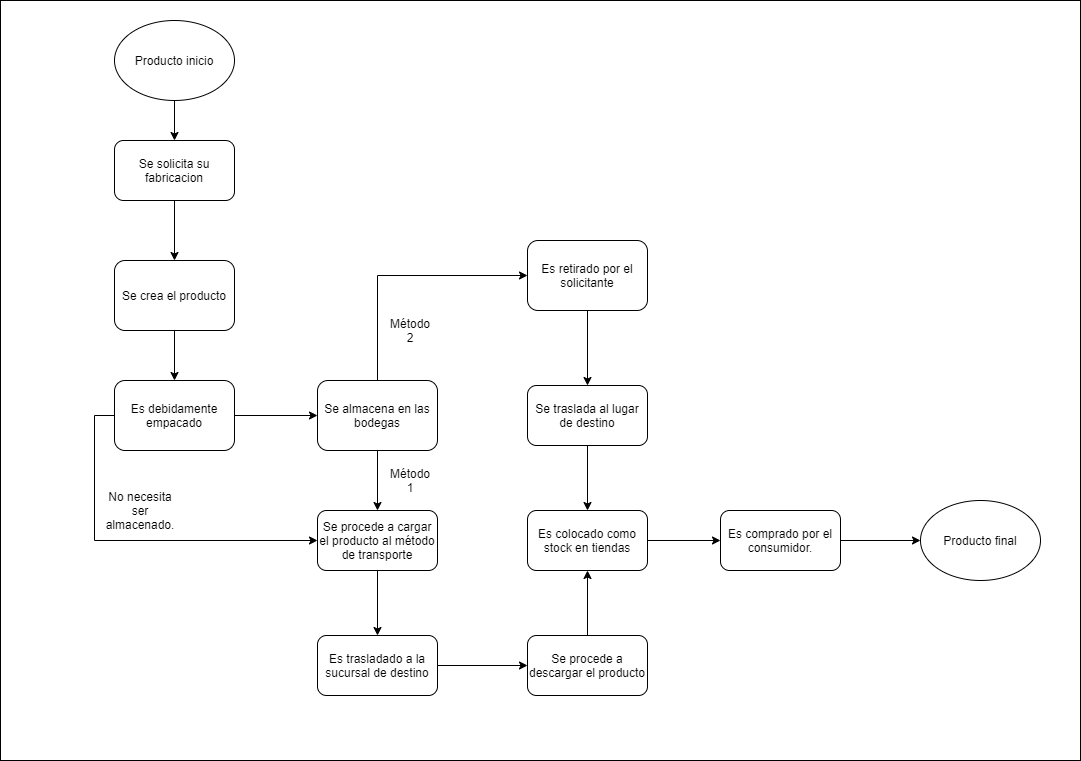 Producto inicio
Se solicita su
fabricacion
Se crea el producto
Es debidamente
empacado
No necesita
ser
almacenado.
Se almacena en las
bodegas
Método
2
Método
1
Se procede a cargar
el producto al método
de transporte
Es trasladado a la
sucursal de destino
Es retirado por el
solicitante
Se traslada al lugar
de destino
Es colocado como
stock en tiendas
Se procede a
descargar el producto
Es comprado por el
consumidor.
Producto final